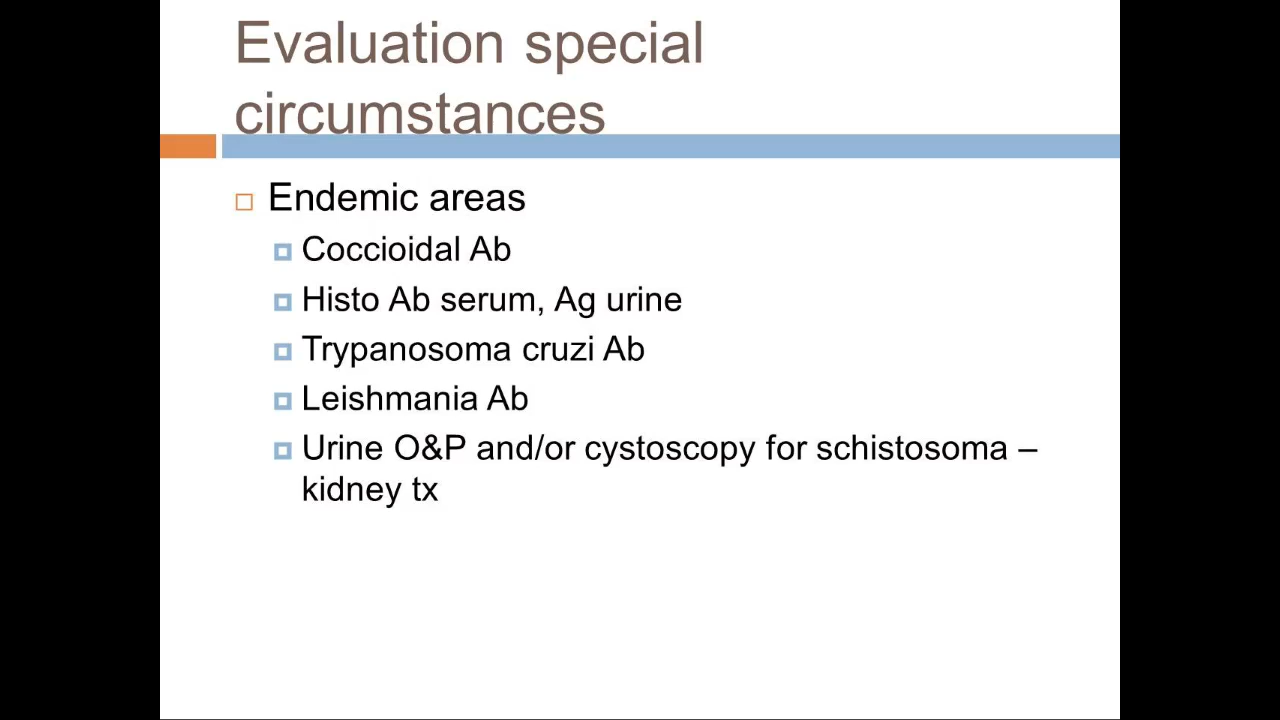 Evaluation special
circumstances
Endemic areas
Coccioidal Ab
Histo Ab serum, Ag urine
Trypanosoma cruzi Ab
Leishmania Ab
Urine O&P and/or cystoscopy for schistosoma –
kidney tx